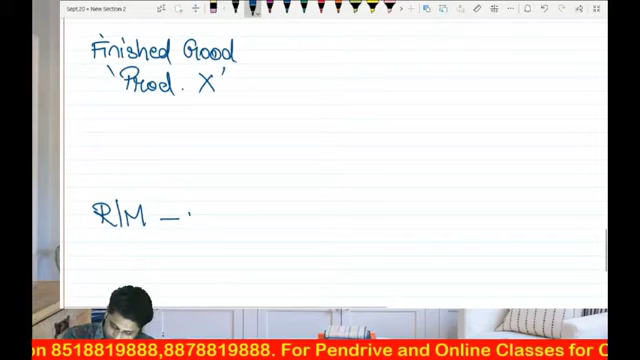 Sept.20 + New Section 2
Finished Good
'Prod. X'
R/M —
on 8518819888,8878819888. For Pendrive and Online Classes for C